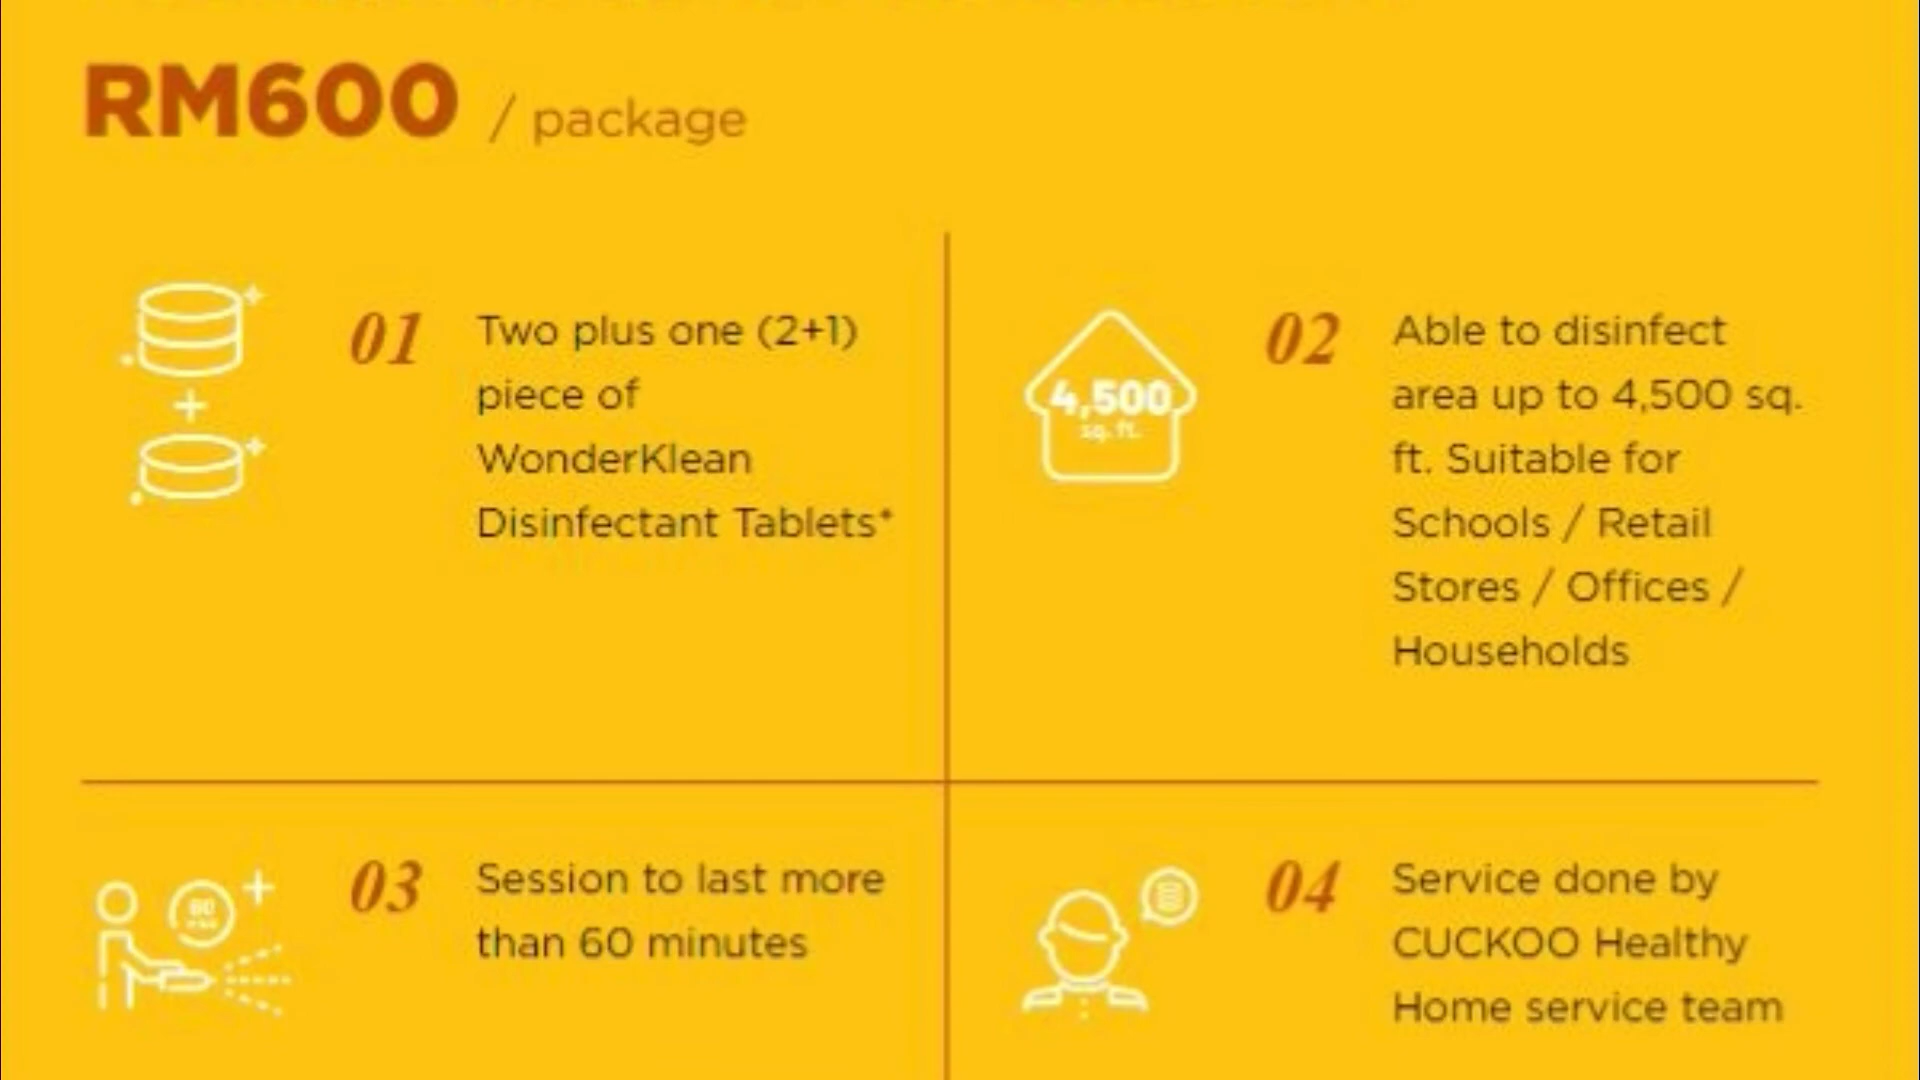 RM600 / package
01
Two plus one (2+1)
piece of
WonderKlean
Disinfectant Tablets*
4,500
sq. ft.
02
Able to disinfect
area up to 4,500 sq.
ft. Suitable for
Schools / Retail
Stores / Offices /
Households
60
03
Session to last more
than 60 minutes
04
Service done by
CUCKOO Healthy
Home service team